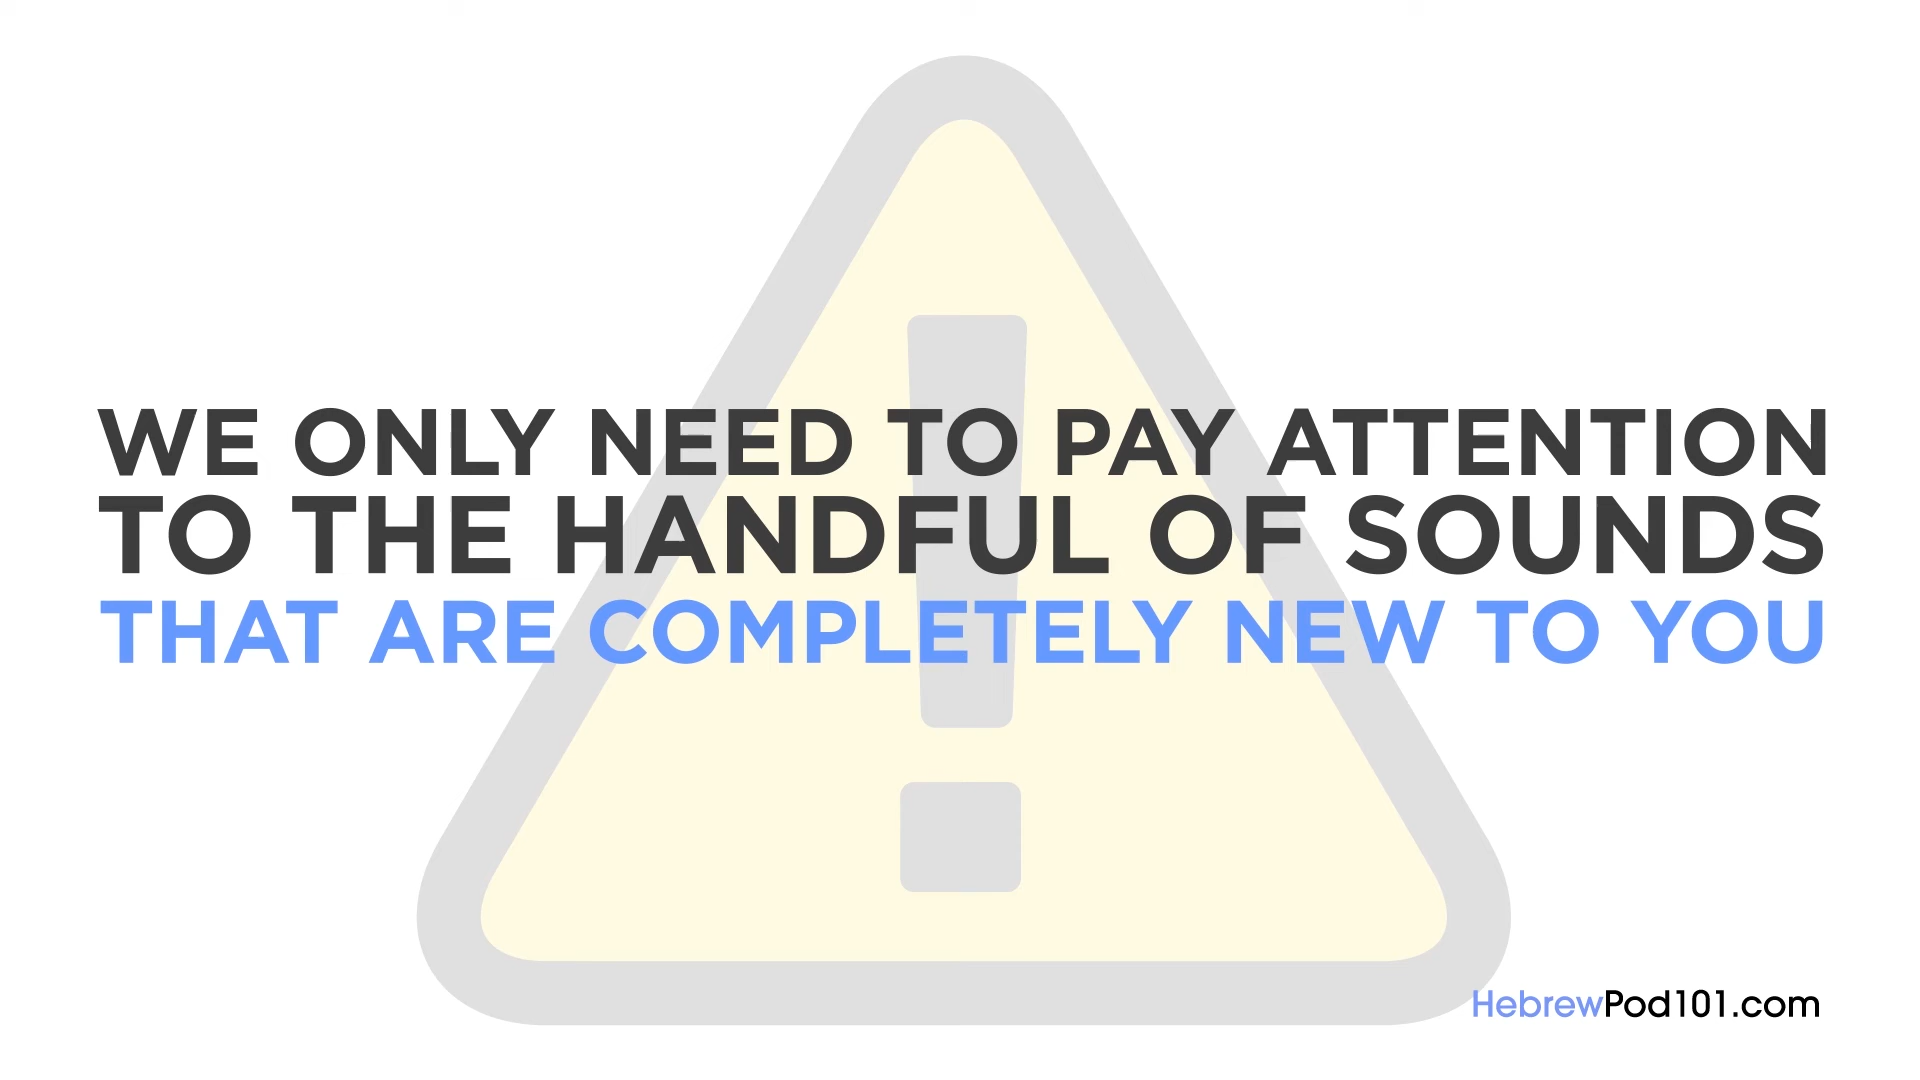 WE ONLY NEED TO PAY ATTENTION
TO THE HANDFUL OF SOUNDS
THAT ARE COMPLETELY NEW TO YOU
HebrewPod101.com